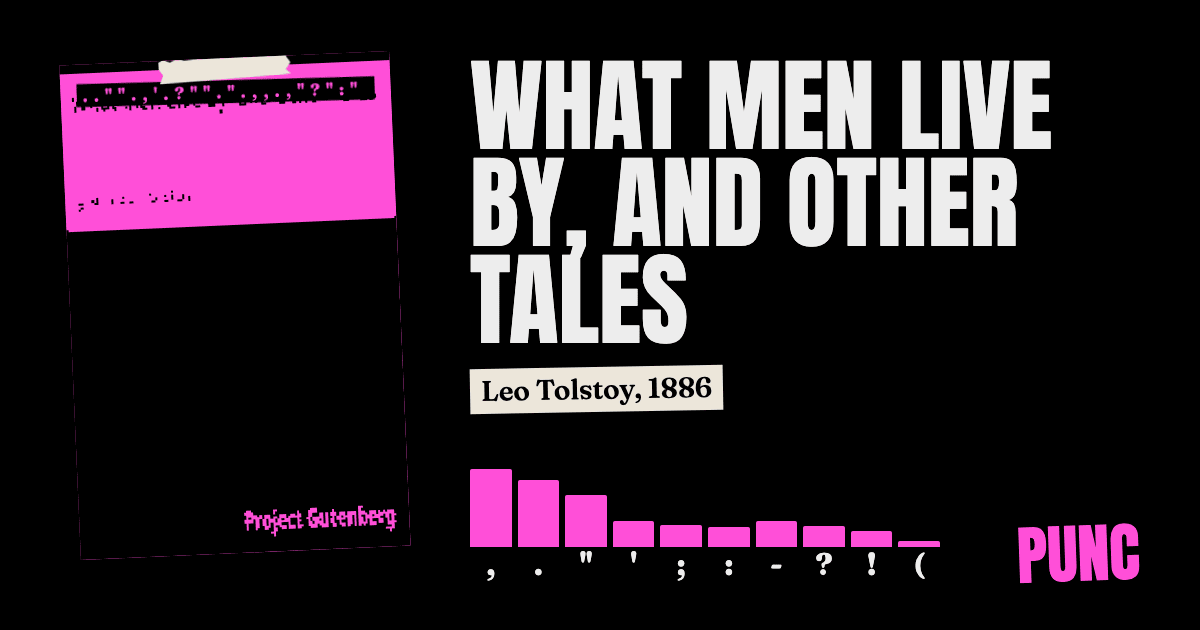 . . " " . , ' . ? " " . " . , , . , " ? " : "
Project Gutenberg
WHAT MEN LIVE
BY, AND OTHER
TALES
Leo Tolstoy, 1886
, . " ' ; : - ? ! (
PUNC